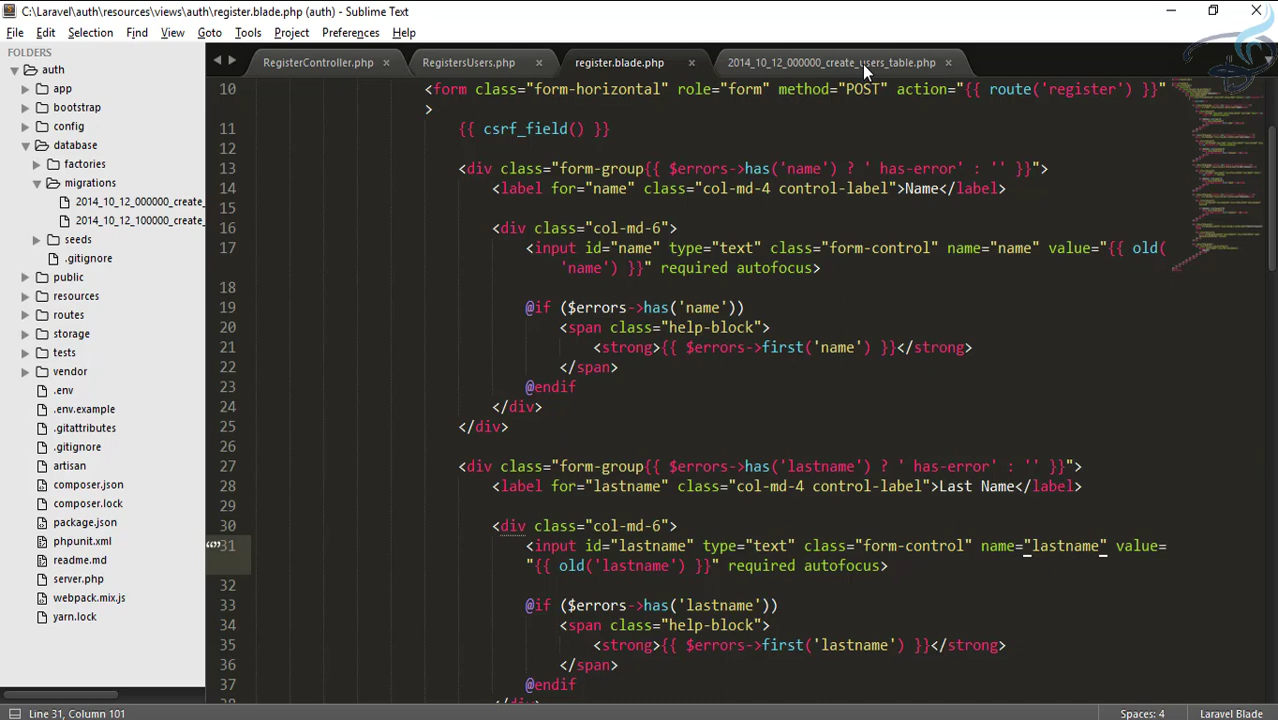 C:\Laravel\auth\resources\views\auth\register.blade.php (auth) - Sublime Text
File Edit Selection Find View Goto Tools Project Preferences Help
FOLDERS
auth
app
bootstrap
config
database
factories
migrations
2014_10_12_000000_create_
2014_10_12_100000_create_
seeds
.gitignore
public
resources
routes
storage
tests
vendor
.env
.env.example
.gitattributes
.gitignore
artisan
composer.json
composer.lock
package.json
phpunit.xml
readme.md
server.php
webpack.mix.js
yarn.lock
RegisterController.php × RegistersUsers.php × register.blade.php × 2014_10_12_000000_create_users_table.php ×
10 <form class="form-horizontal" role="form" method="POST" action="{{ route('register') }}"
>
11 {{ csrf_field() }}
12
13 <div class="form-group{{ $errors->has('name') ? ' has-error' : '' }}">
14 <label for="name" class="col-md-4 control-label">Name</label>
15
16 <div class="col-md-6">
17 <input id="name" type="text" class="form-control" name="name" value="{{ old(
'name') }}" required autofocus>
18
19 @if ($errors->has('name'))
20 <span class="help-block">
21 <strong>{{ $errors->first('name') }}</strong>
22 </span>
23 @endif
24 </div>
25 </div>
26
27 <div class="form-group{{ $errors->has('lastname') ? ' has-error' : '' }}">
28 <label for="lastname" class="col-md-4 control-label">Last Name</label>
29
30 <div class="col-md-6">
31 <input id="lastname" type="text" class="form-control" name="lastname" value=
"{{ old('lastname') }}" required autofocus>
32
33 @if ($errors->has('lastname'))
34 <span class="help-block">
35 <strong>{{ $errors->first('lastname') }}</strong>
36 </span>
37 @endif
38 </div>
Line 31, Column 101 Spaces: 4 Laravel Blade